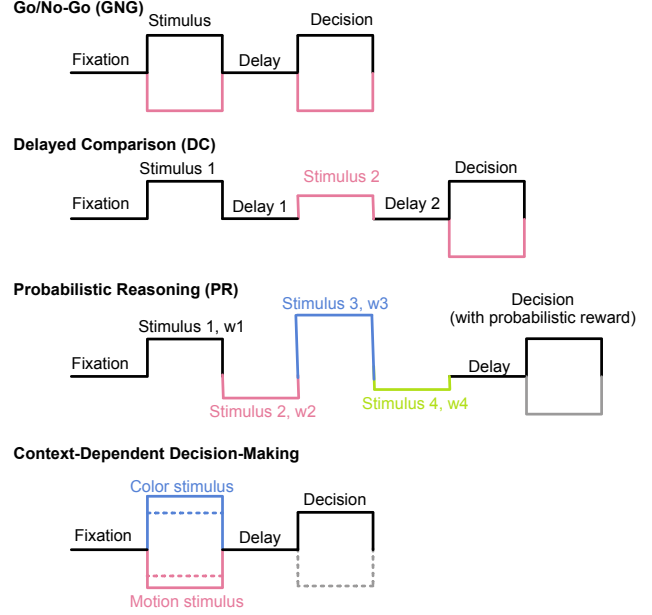 Go/No-Go (GNG)
Stimulus
Decision
Fixation
Delay
Delayed Comparison (DC)
Stimulus 1
Stimulus 2
Decision
Fixation
Delay 1
Delay 2
Probabilistic Reasoning (PR)
Stimulus 3, w3
Decision
(with probabilistic reward)
Stimulus 1, w1
Fixation
Delay
Stimulus 2, w2
Stimulus 4, w4
Context-Dependent Decision-Making
Color stimulus
Decision
Fixation
Delay
Motion stimulus